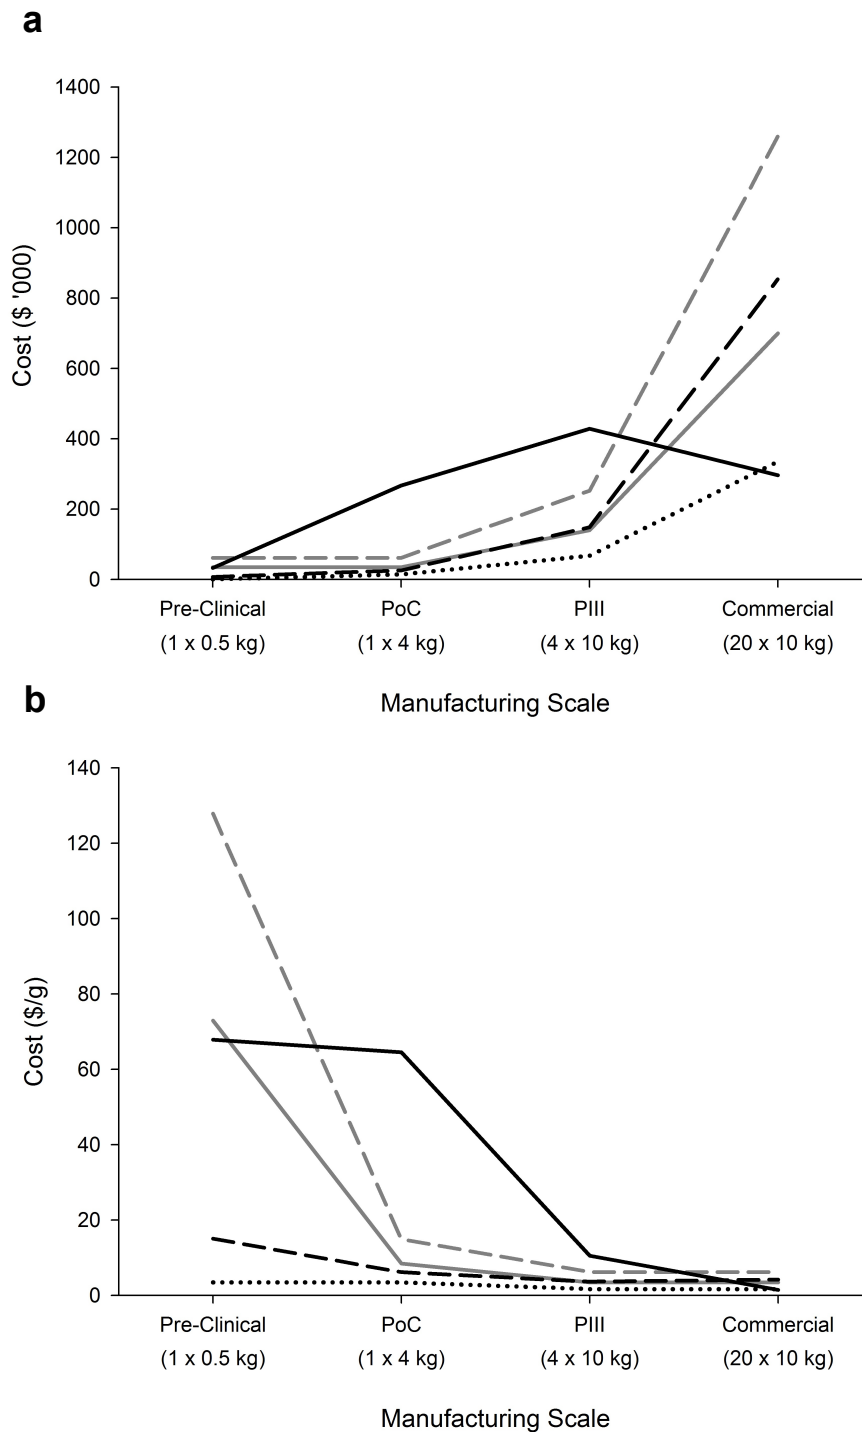 a
1400
1200
1000
800
600
400
200
0
Cost ($ '000)
Pre-Clinical PoC PIII Commercial
(1 x 0.5 kg) (1 x 4 kg) (4 x 10 kg) (20 x 10 kg)
Manufacturing Scale
b
140
120
100
80
60
40
20
0
Cost ($/g)
Pre-Clinical PoC PIII Commercial
(1 x 0.5 kg) (1 x 4 kg) (4 x 10 kg) (20 x 10 kg)
Manufacturing Scale